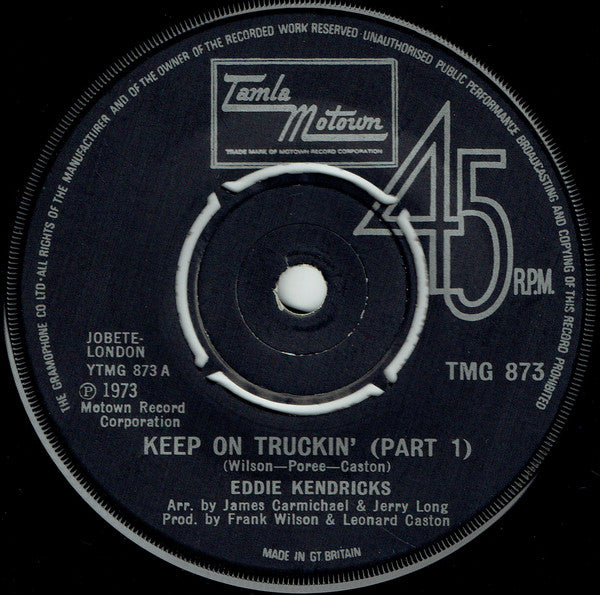 THE GRAMOPHONE CO LTD-ALL RIGHTS OF THE MANUFACTURER AND OF THE OWNER OF THE RECORDED WORK RESERVED·UNAUTHORISED PUBLIC PERFORMANCE BROADCASTING AND COPYING OF THIS RECORD PROHIBITED
Tamla
Motown
TRADE MARK OF MOTOWN RECORD CORPORATION
45
R.P.M.
JOBETE-
LONDON
YTMG 873 A
℗ 1973
Motown Record
Corporation
TMG 873
KEEP ON TRUCKIN' (PART 1)
(Wilson—Poree—Caston)
EDDIE KENDRICKS
Arr. by James Carmichael & Jerry Long
Prod. by Frank Wilson & Leonard Caston
MADE IN GT. BRITAIN